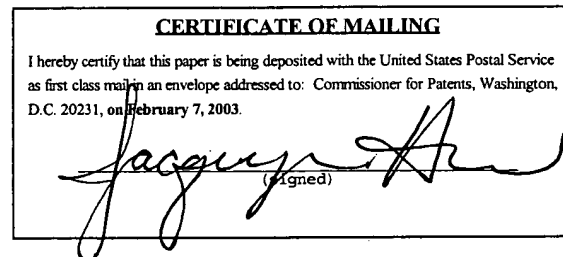 CERTIFICATE OF MAILING
I hereby certify that this paper is being deposited with the United States Postal Service
as first class mail in an envelope addressed to: Commissioner for Patents, Washington,
D.C. 20231, on February 7, 2003.
Jacquelyn
(signed)